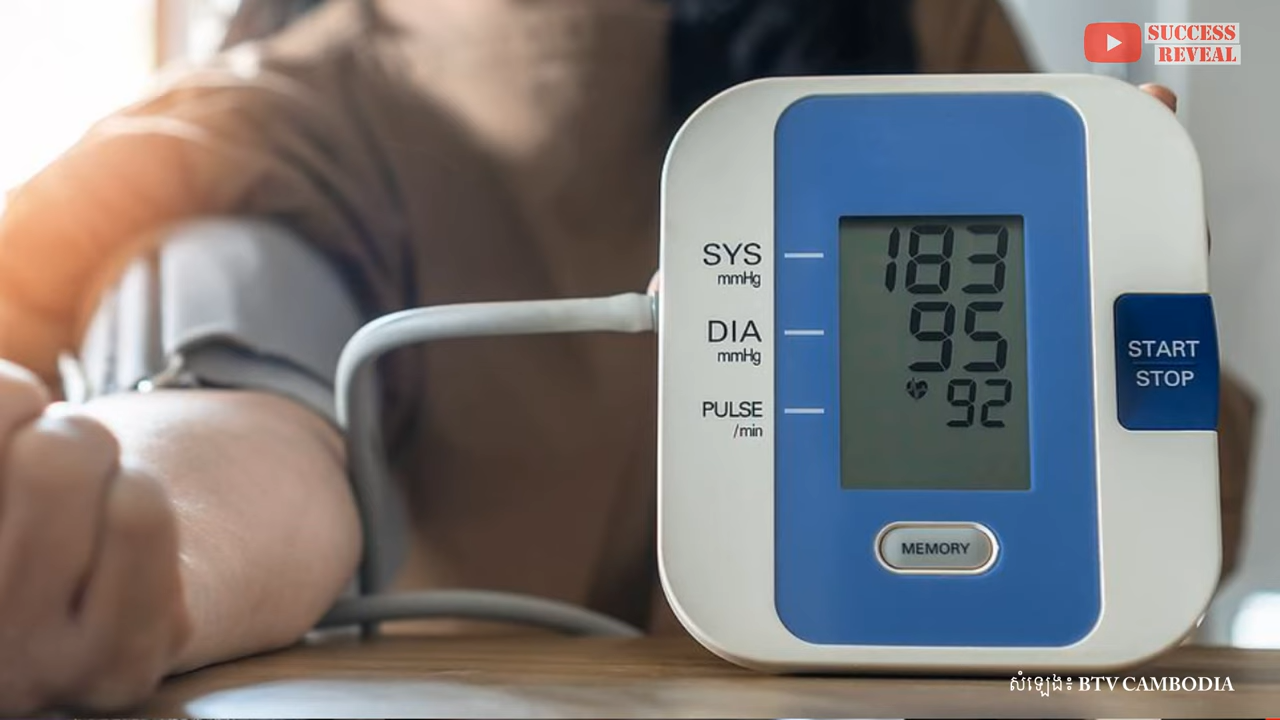 SUCCESS
REVEAL
SYS
mmHg
183
DIA
mmHg
95
PULSE
/min
92
START
STOP
MEMORY
សំឡេង៖ BTV CAMBODIA